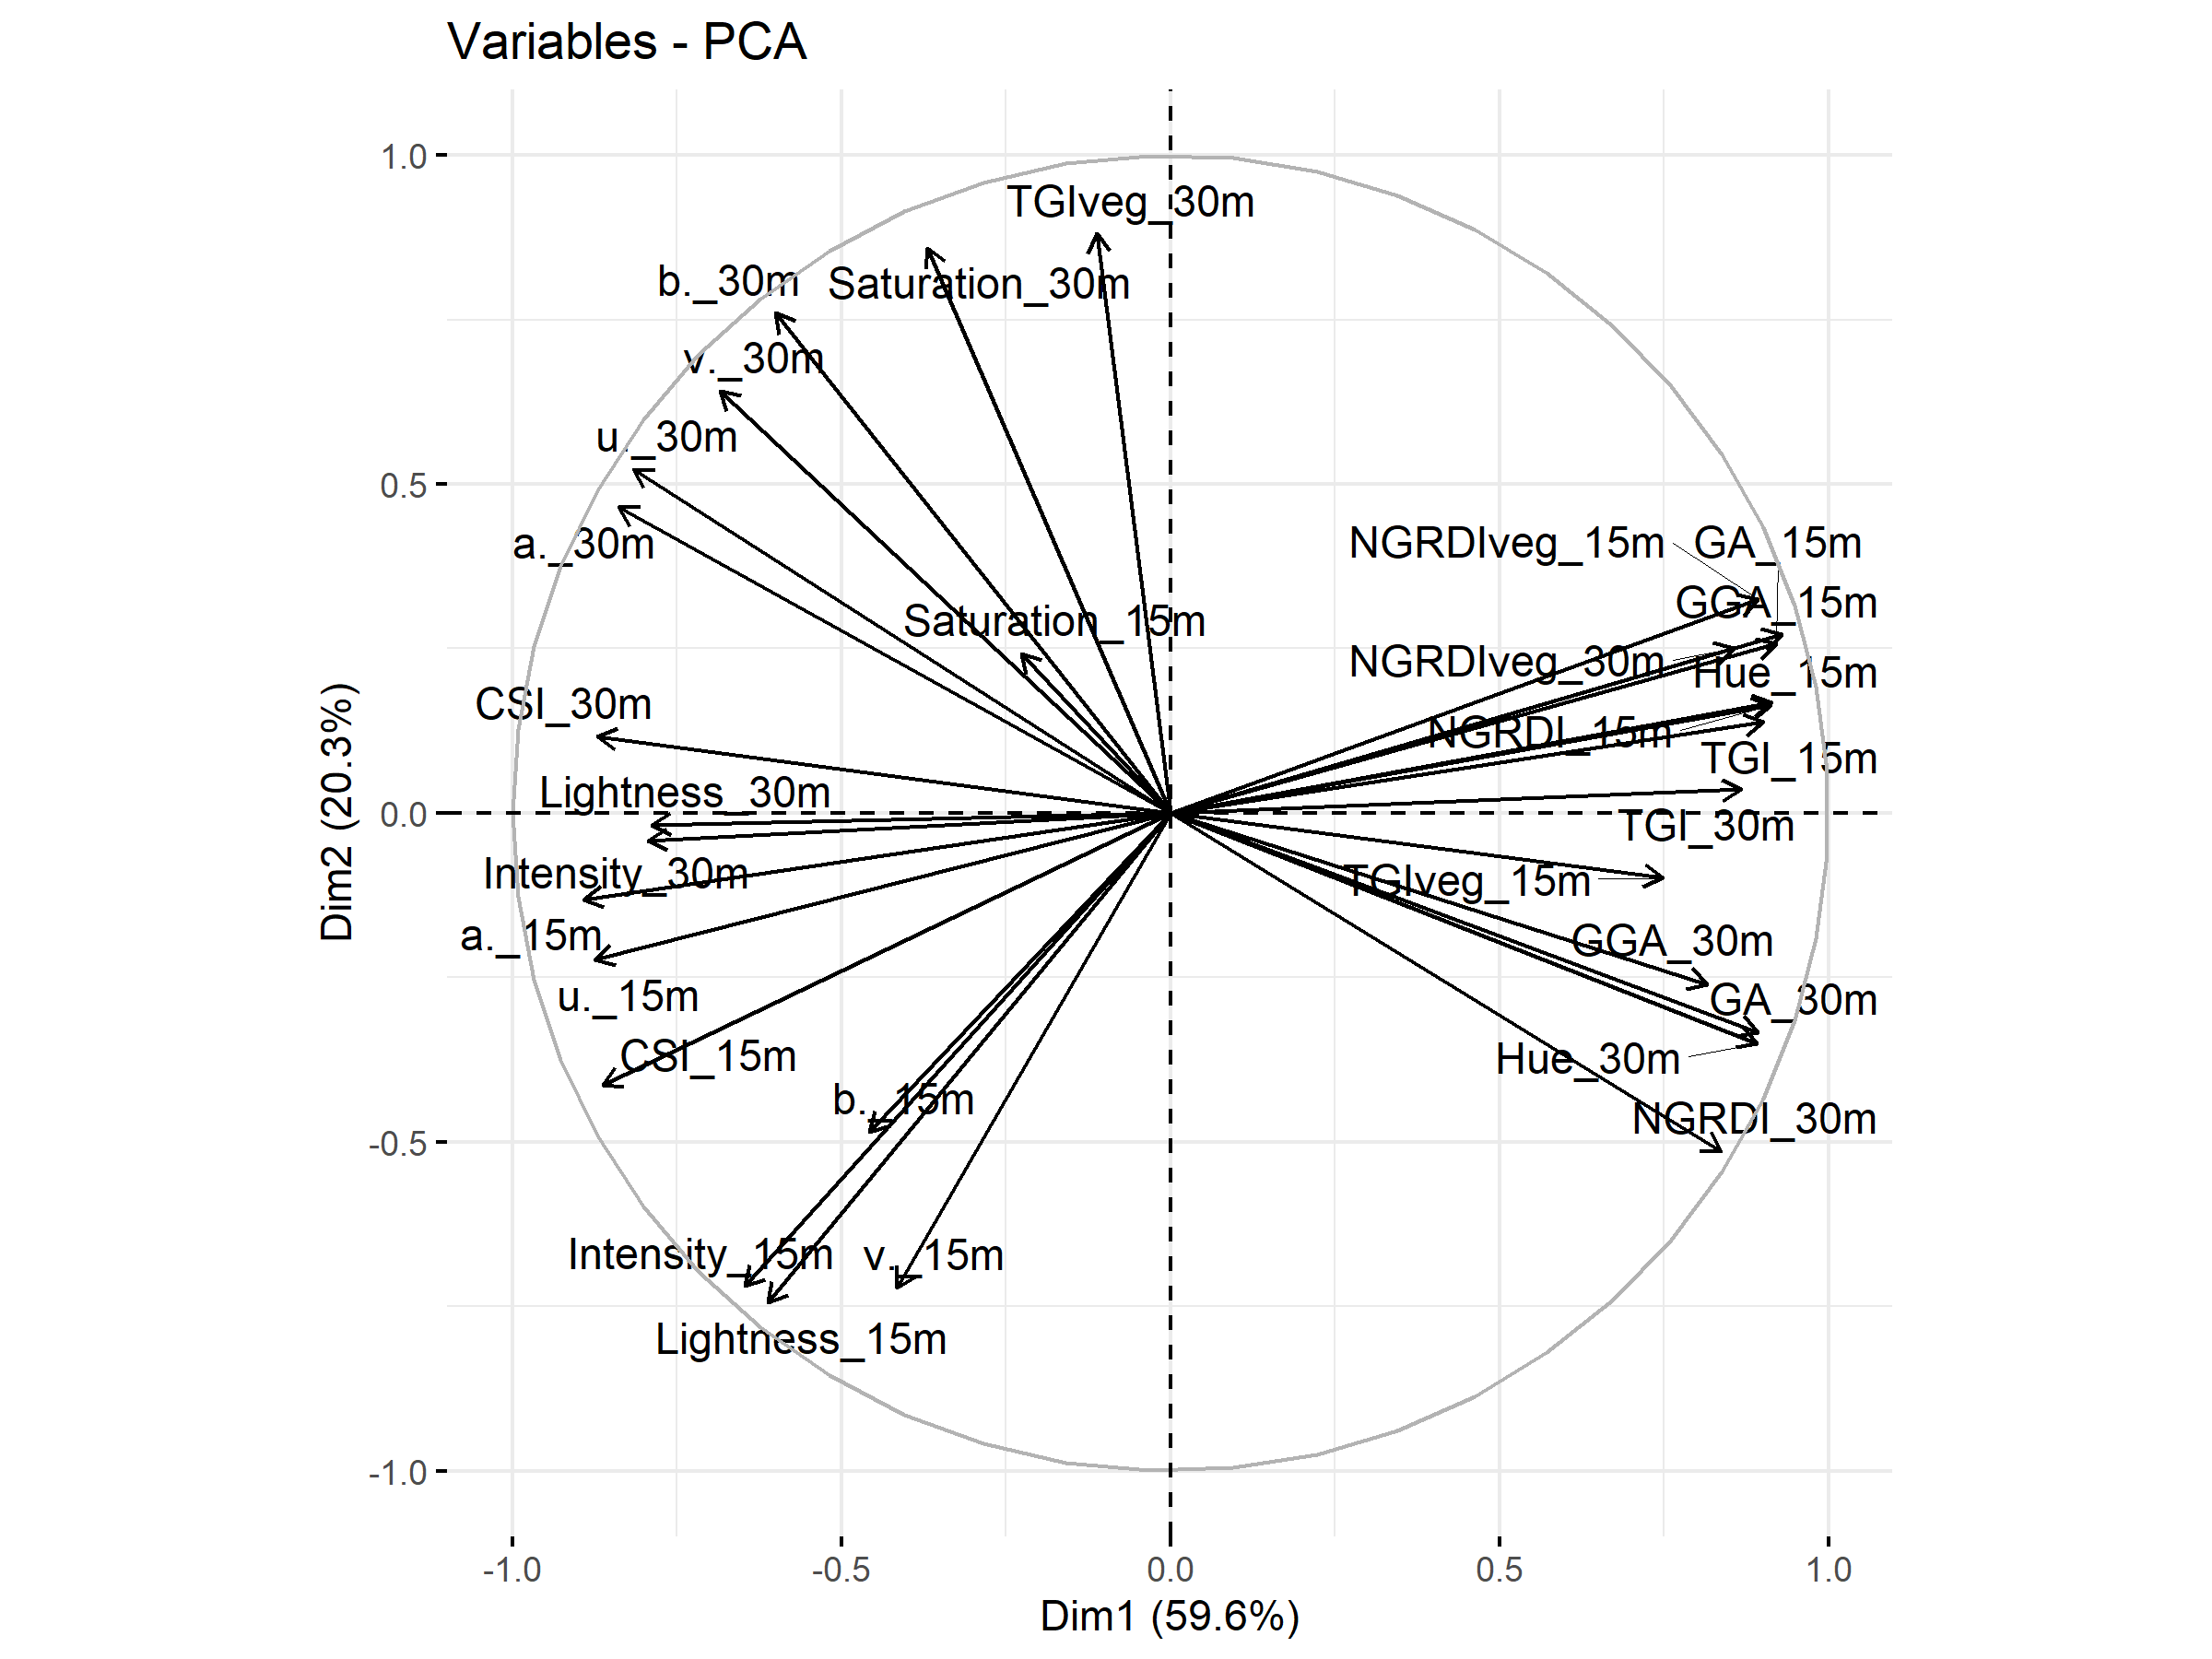 Variables - PCA
1.0
0.5
0.0
-0.5
-1.0
Dim2 (20.3%)
TGIveg_30m
Saturation_30m
b._30m
v._30m
u._30m
a._30m
Saturation_15m
CSI_30m
Lightness_30m
Intensity_30m
a._15m
u._15m
CSI_15m
b._15m
Intensity_15m
v._15m
Lightness_15m
NGRDIveg_15m
GA_15m
GGA_15m
NGRDIveg_30m
Hue_15m
NGRDI_15m
TGI_15m
TGI_30m
TGIveg_15m
GGA_30m
GA_30m
Hue_30m
NGRDI_30m
-1.0
-0.5
0.0
0.5
1.0
Dim1 (59.6%)